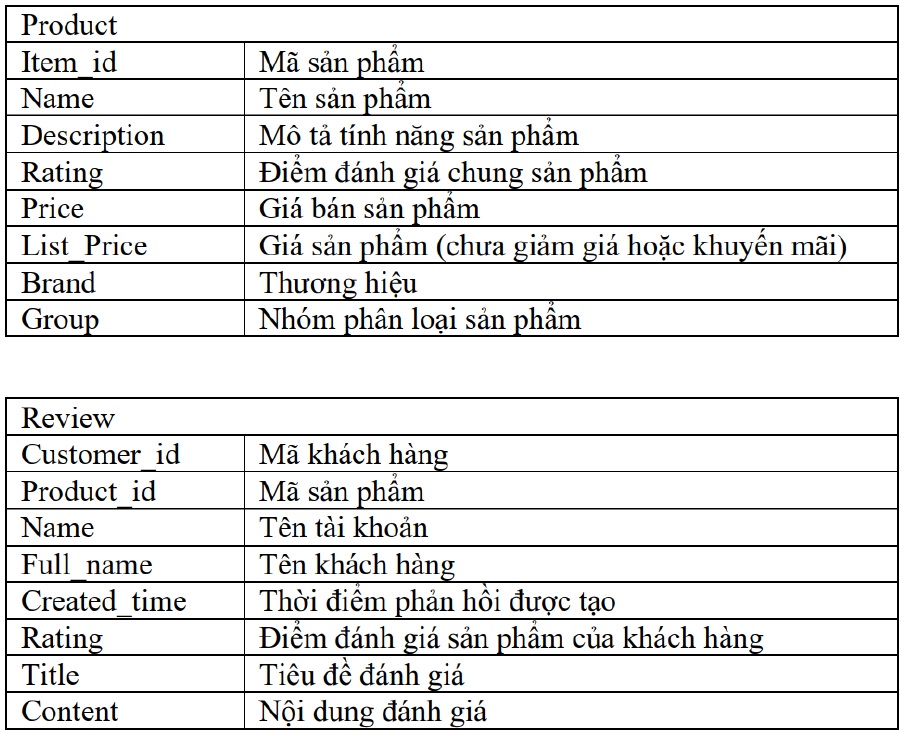 Product
Item_id Mã sản phẩm
Name Tên sản phẩm
Description Mô tả tính năng sản phẩm
Rating Điểm đánh giá chung sản phẩm
Price Giá bán sản phẩm
List_Price Giá sản phẩm (chưa giảm giá hoặc khuyến mãi)
Brand Thương hiệu
Group Nhóm phân loại sản phẩm
Review
Customer_id Mã khách hàng
Product_id Mã sản phẩm
Name Tên tài khoản
Full_name Tên khách hàng
Created_time Thời điểm phản hồi được tạo
Rating Điểm đánh giá sản phẩm của khách hàng
Title Tiêu đề đánh giá
Content Nội dung đánh giá